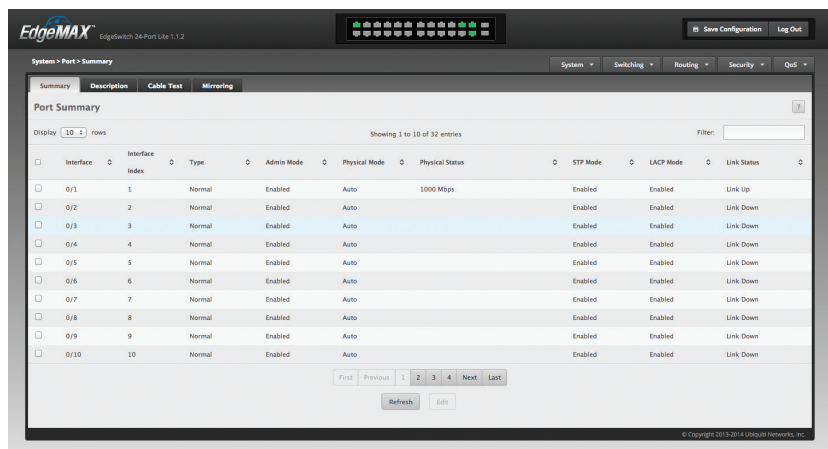 EdgeMAX™ EdgeSwitch 24-Port Lite 1.1.2
Save Configuration Log Out
System > Port > Summary
System Switching Routing Security QoS
Summary Description Cable Test Mirroring
Port Summary ?
Display 10 rows Showing 1 to 10 of 32 entries Filter:
Interface Interface Index Type Admin Mode Physical Mode Physical Status STP Mode LACP Mode Link Status
0/1 1 Normal Enabled Auto 1000 Mbps Enabled Enabled Link Up
0/2 2 Normal Enabled Auto Enabled Enabled Link Down
0/3 3 Normal Enabled Auto Enabled Enabled Link Down
0/4 4 Normal Enabled Auto Enabled Enabled Link Down
0/5 5 Normal Enabled Auto Enabled Enabled Link Down
0/6 6 Normal Enabled Auto Enabled Enabled Link Down
0/7 7 Normal Enabled Auto Enabled Enabled Link Down
0/8 8 Normal Enabled Auto Enabled Enabled Link Down
0/9 9 Normal Enabled Auto Enabled Enabled Link Down
0/10 10 Normal Enabled Auto Enabled Enabled Link Down
First Previous 1 2 3 4 Next Last
Refresh Edit
© Copyright 2013-2014 Ubiquiti Networks, Inc.